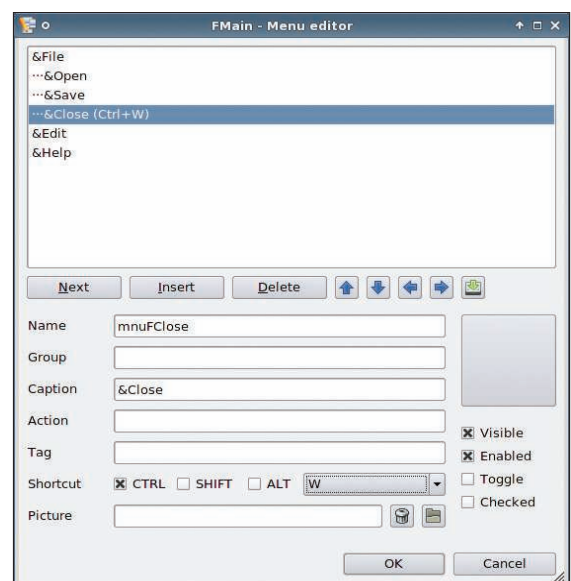 FMain - Menu editor
&File
···&Open
···&Save
···&Close (Ctrl+W)
&Edit
&Help
Next Insert Delete
Name mnuFClose
Group
Caption &Close
Action
Visible
Tag
Enabled
Shortcut CTRL SHIFT ALT W
Toggle
Checked
Picture
OK Cancel